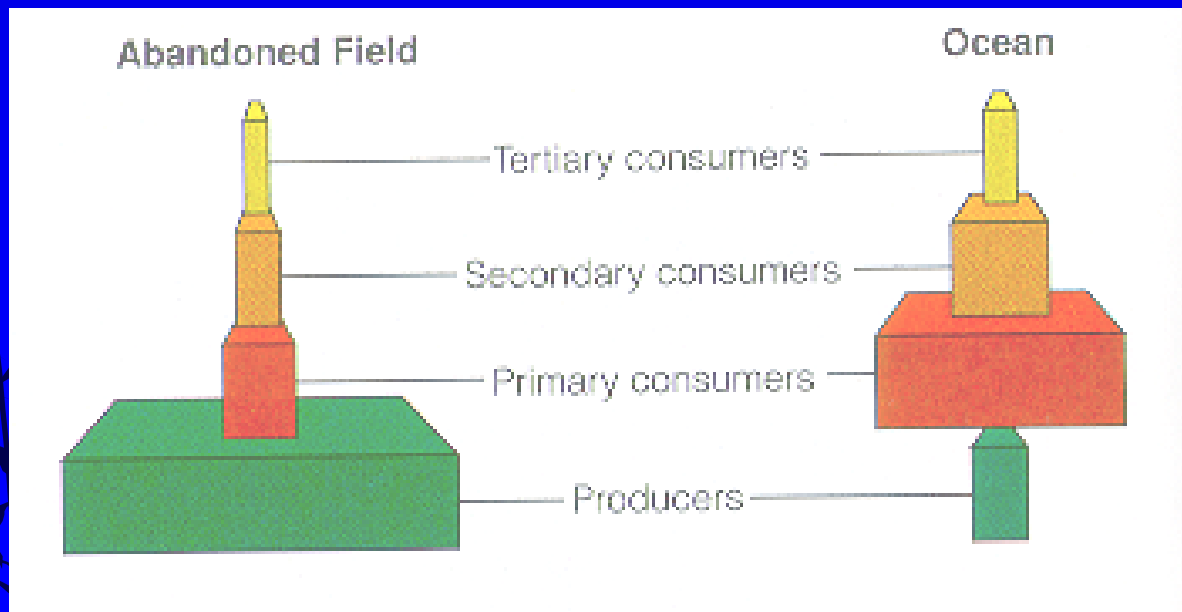 Abandoned Field
Ocean
Tertiary consumers
Secondary consumers
Primary consumers
Producers